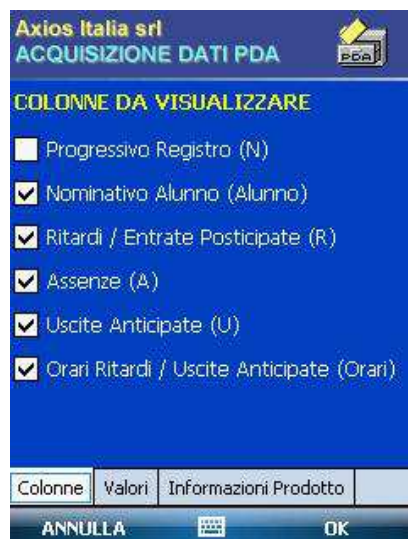 Axios Italia srl
ACQUISIZIONE DATI PDA
PDA
COLONNE DA VISUALIZZARE
Progressivo Registro (N)
Nominativo Alunno (Alunno)
Ritardi / Entrate Posticipate (R)
Assenze (A)
Uscite Anticipate (U)
Orari Ritardi / Uscite Anticipate (Orari)
Colonne Valori Informazioni Prodotto
ANNULLA OK